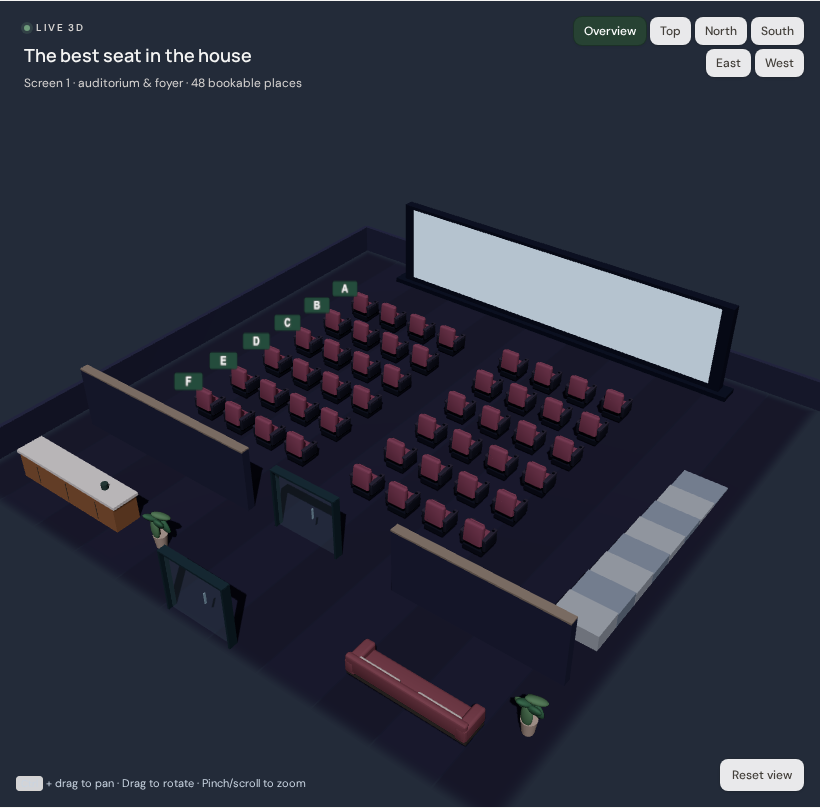 LIVE 3D
The best seat in the house
Screen 1 · auditorium & foyer · 48 bookable places
Overview
Top
North
South
East
West
A
B
C
D
E
F
+ drag to pan · Drag to rotate · Pinch/scroll to zoom
Reset view